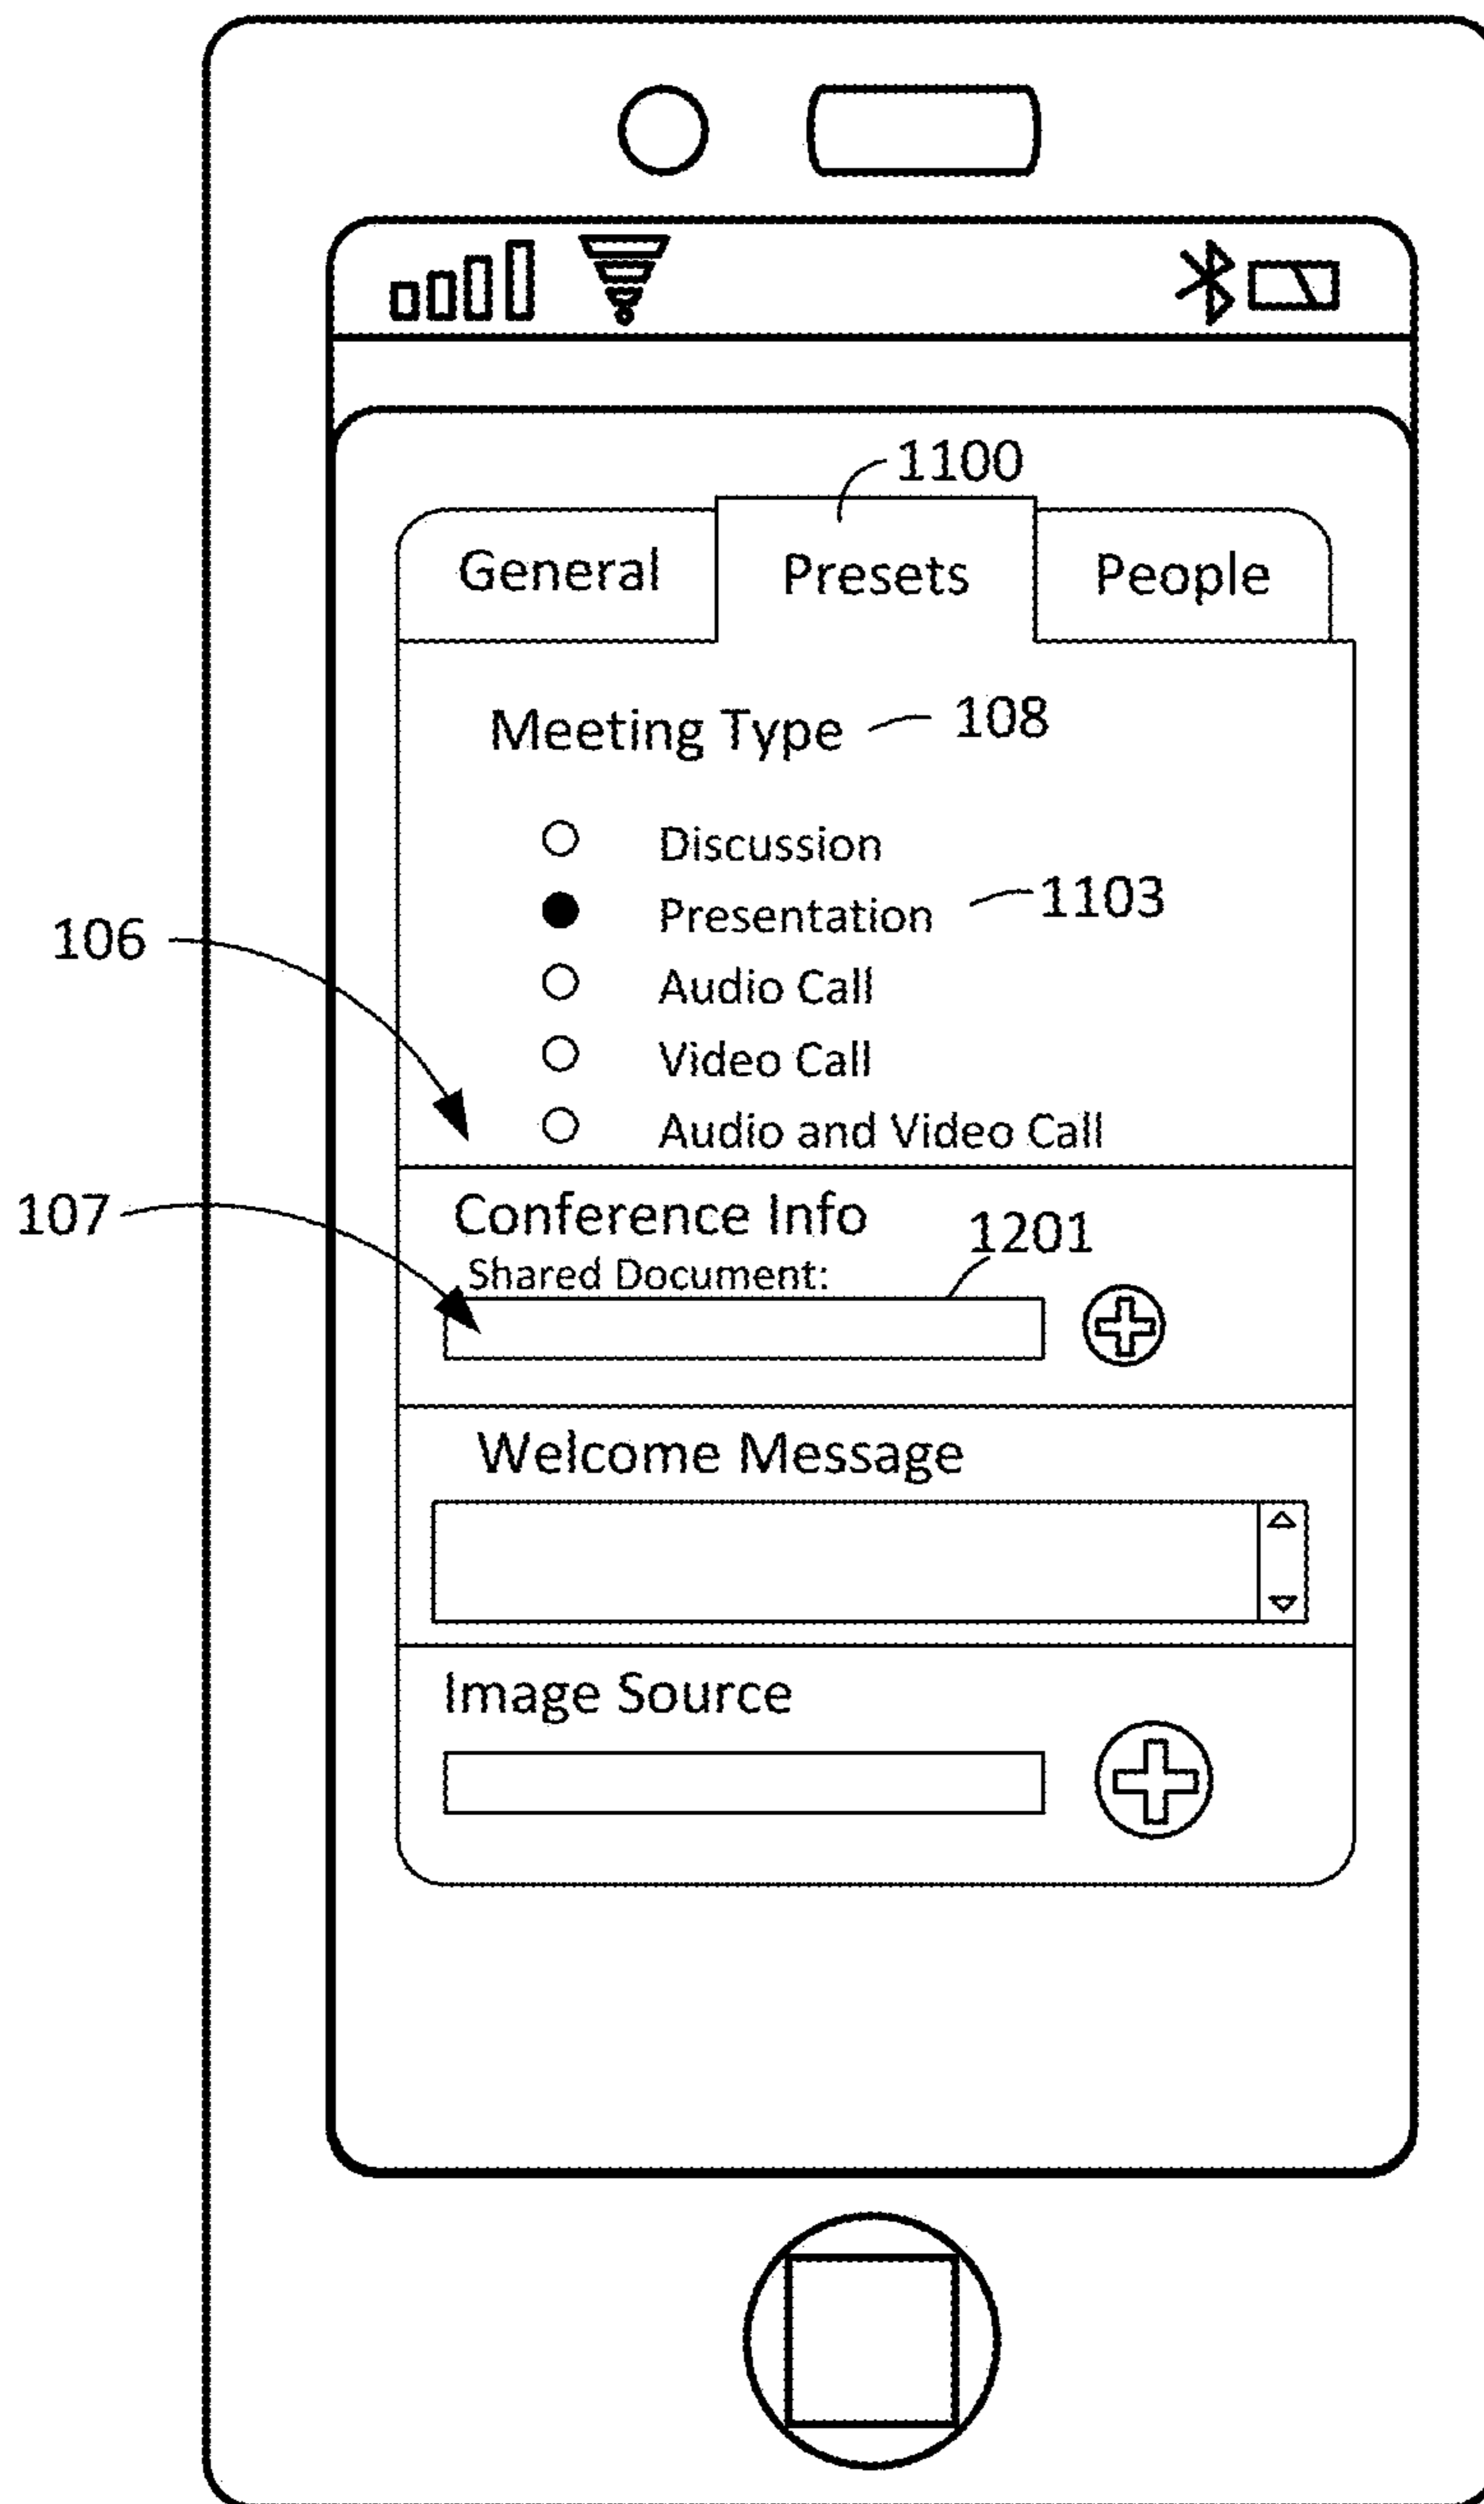 1100
General Presets People
Meeting Type 108
Discussion
Presentation 1103
106
Audio Call
Video Call
Audio and Video Call
107
Conference Info
1201
Shared Document:
Welcome Message
Image Source